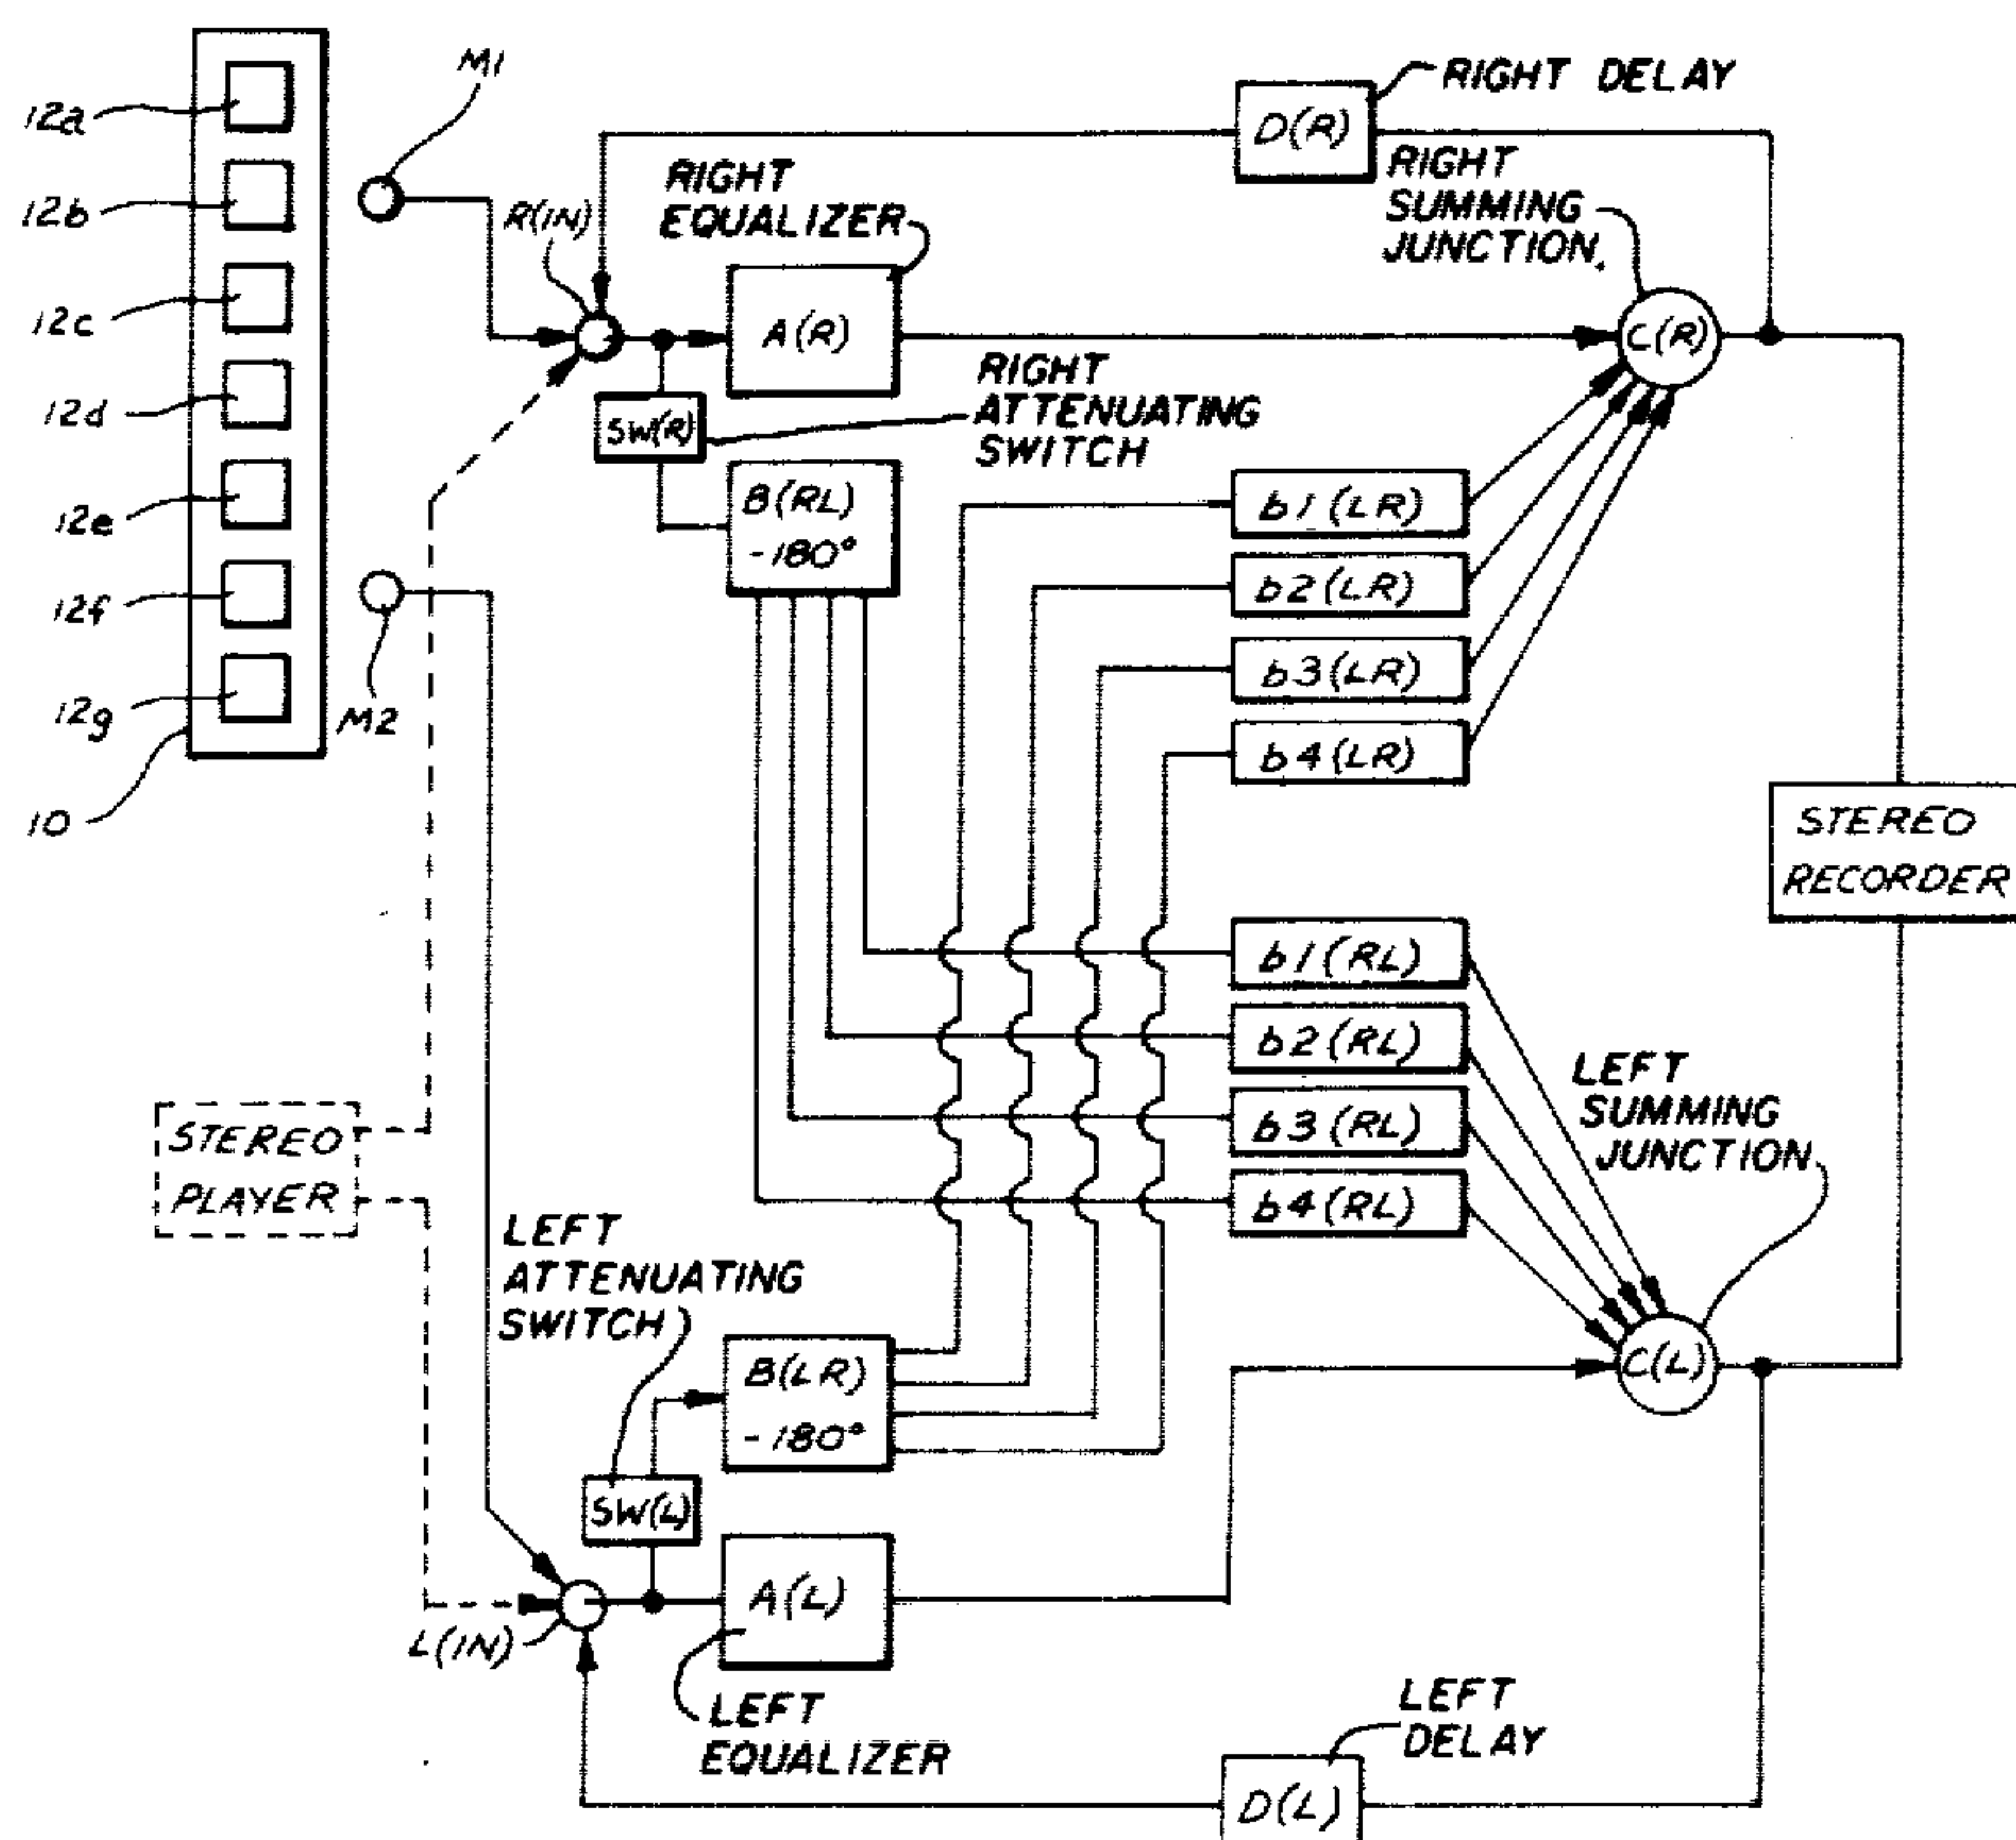 12a
12b
12c
12d
12e
12f
12g
10
M1
M2
R(IN)
RIGHT
EQUALIZER
A(R)
SW(R)
RIGHT
ATTENUATING
SWITCH
B(RL)
-180°
D(R)
RIGHT DELAY
RIGHT
SUMMING
JUNCTION
C(R)
b1(LR)
b2(LR)
b3(LR)
b4(LR)
STEREO
RECORDER
b1(RL)
b2(RL)
b3(RL)
b4(RL)
LEFT
SUMMING
JUNCTION
C(L)
STEREO
PLAYER
LEFT
ATTENUATING
SWITCH
B(LR)
-180°
SW(L)
A(L)
L(IN)
LEFT
EQUALIZER
LEFT
DELAY
D(L)